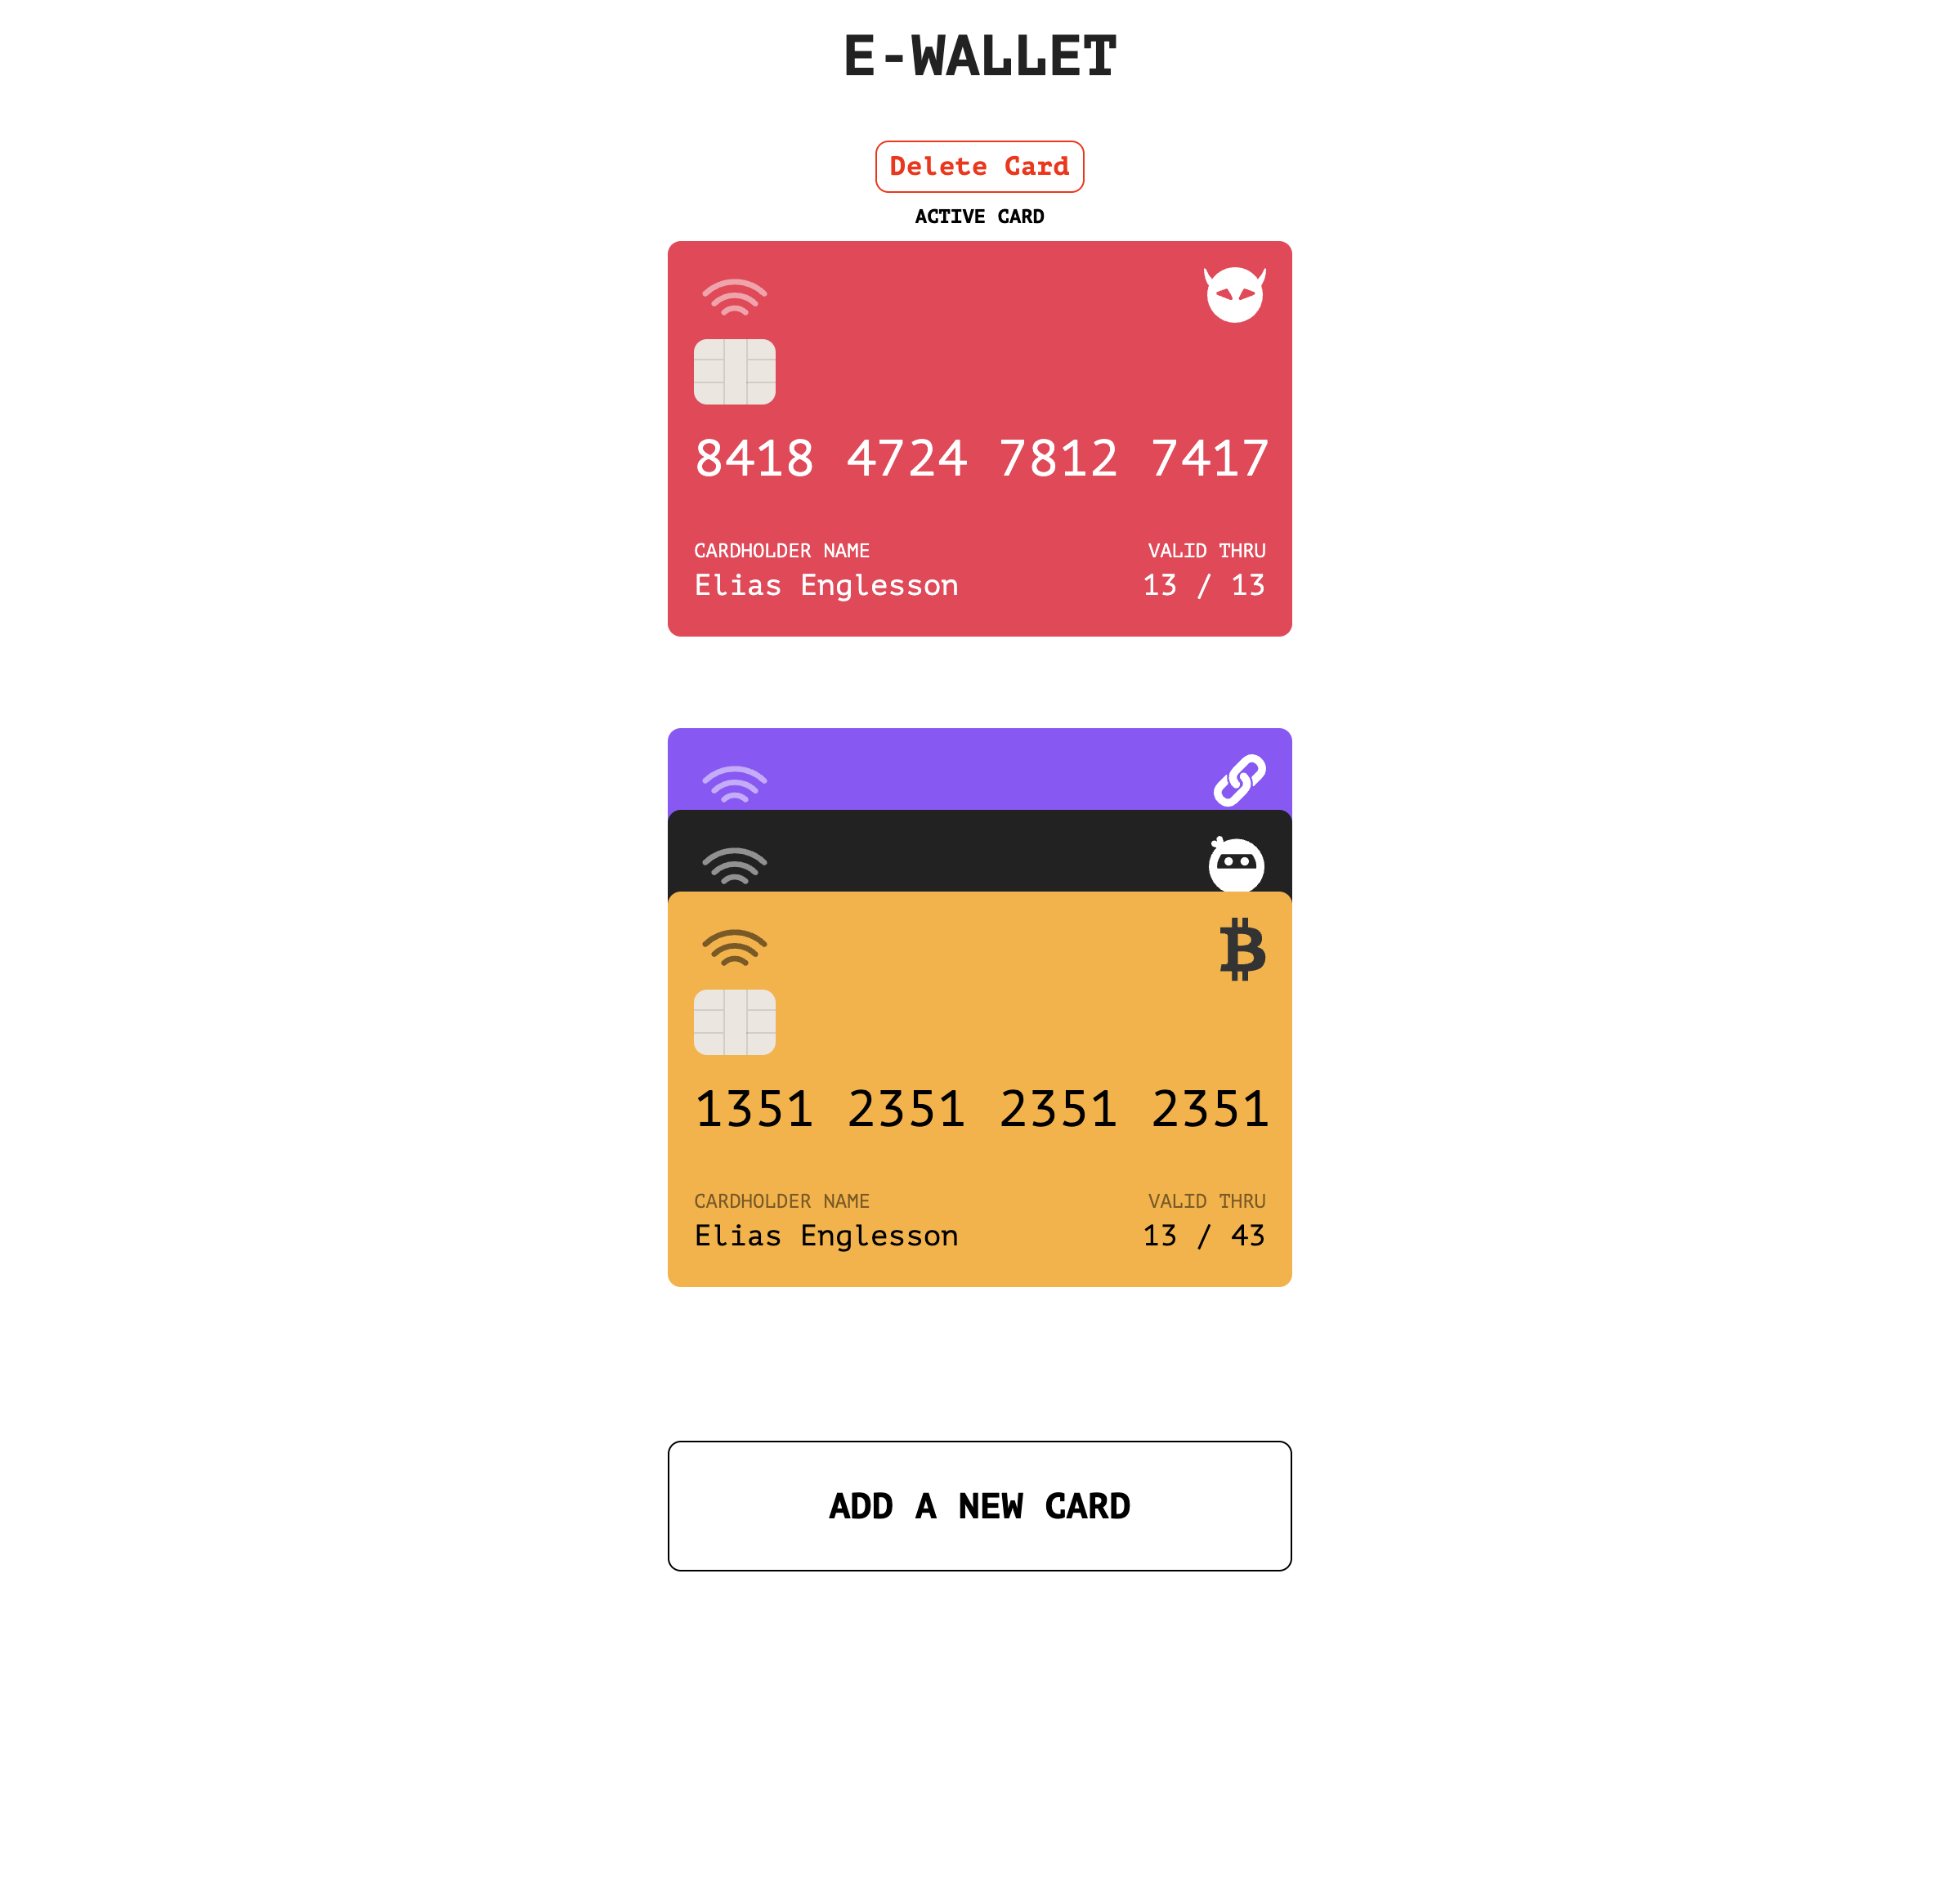 E-WALLET
Delete Card
ACTIVE CARD
8418 4724 7812 7417
CARDHOLDER NAME VALID THRU
Elias Englesson 13 / 13
1351 2351 2351 2351
CARDHOLDER NAME VALID THRU
Elias Englesson 13 / 43
ADD A NEW CARD